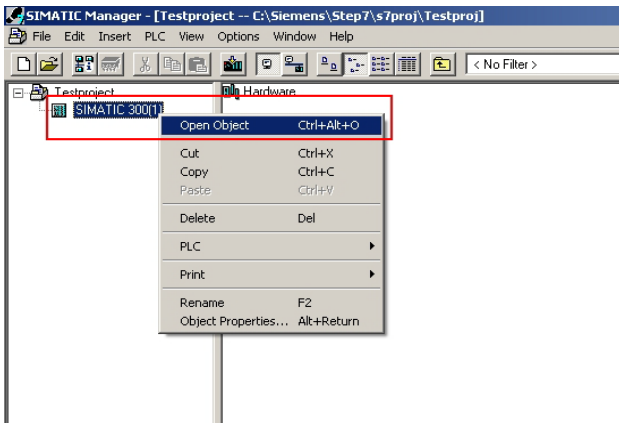 SIMATIC Manager - [Testproject -- C:\Siemens\Step7\s7proj\Testproj]
File Edit Insert PLC View Options Window Help
< No Filter >
Testproject
SIMATIC 300(1)
Hardware
Open Object Ctrl+Alt+O
Cut Ctrl+X
Copy Ctrl+C
Paste Ctrl+V
Delete Del
PLC
Print
Rename F2
Object Properties... Alt+Return